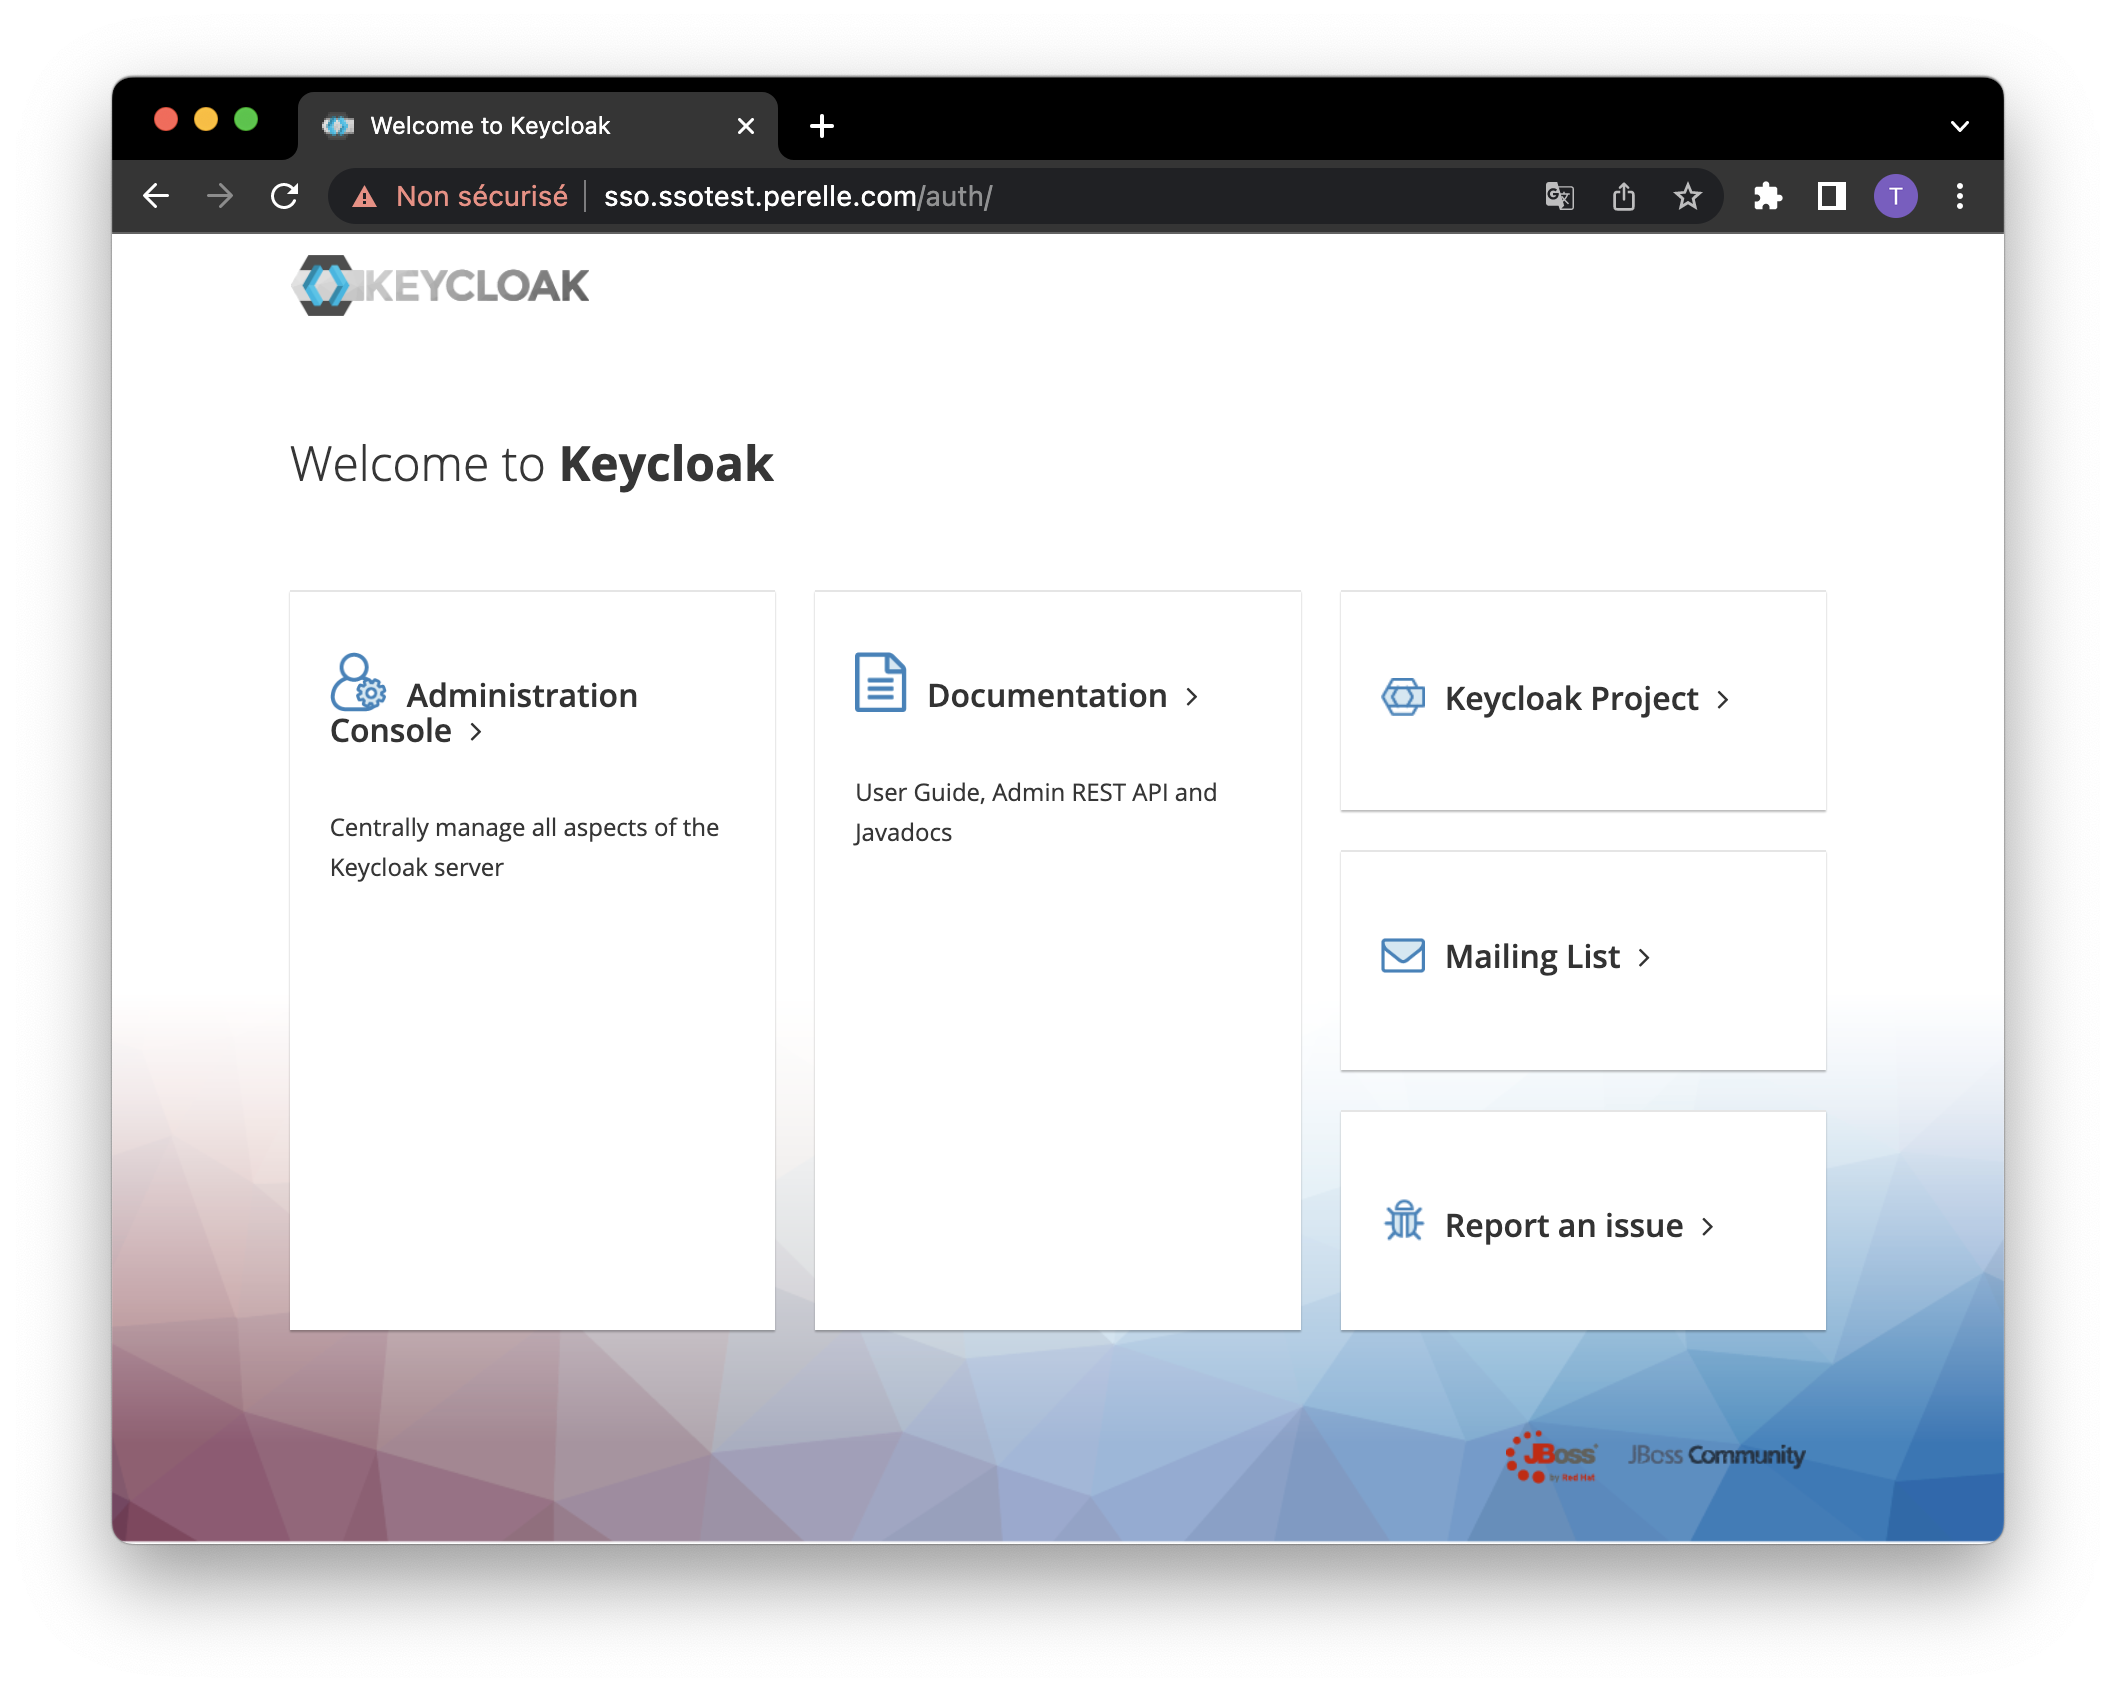 Welcome to Keycloak
Non sécurisé
sso.ssotest.perelle.com/auth/
T
KEYCLOAK
Welcome to Keycloak
Administration
Console
Centrally manage all aspects of the
Keycloak server
Documentation
User Guide, Admin REST API and
Javadocs
Keycloak Project
Mailing List
Report an issue
JBoss
by Red Hat
JBoss Community